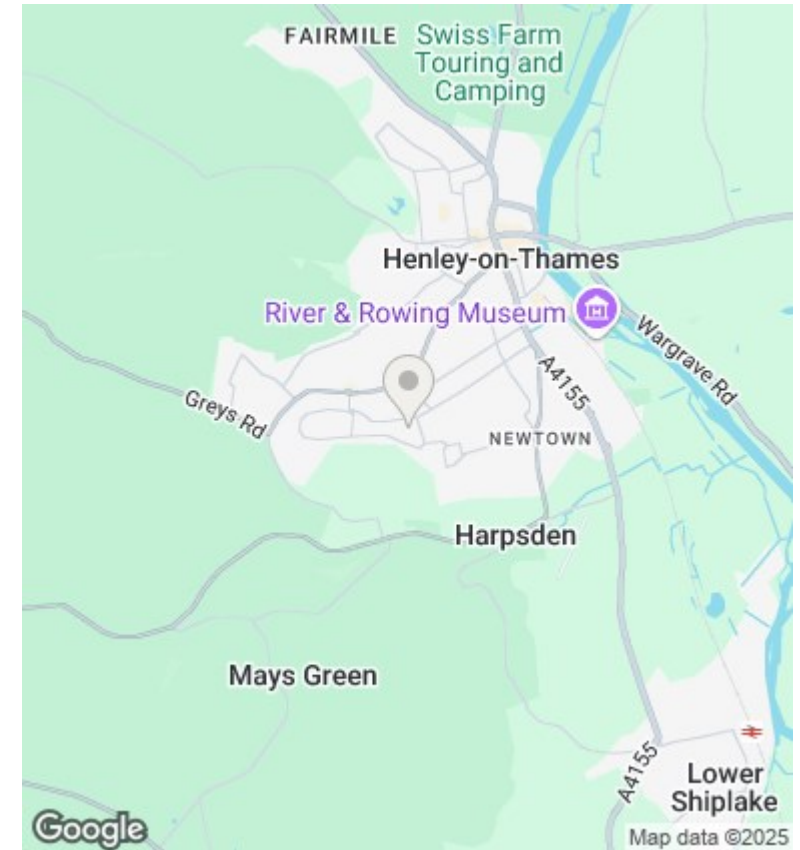 FAIRMILE
Swiss Farm
Touring and
Camping
Henley-on-Thames
River & Rowing Museum
Wargrave Rd
A4155
Greys Rd
NEWTOWN
Harpsden
Mays Green
A4155
Lower
Shiplake
Google
Map data ©2025